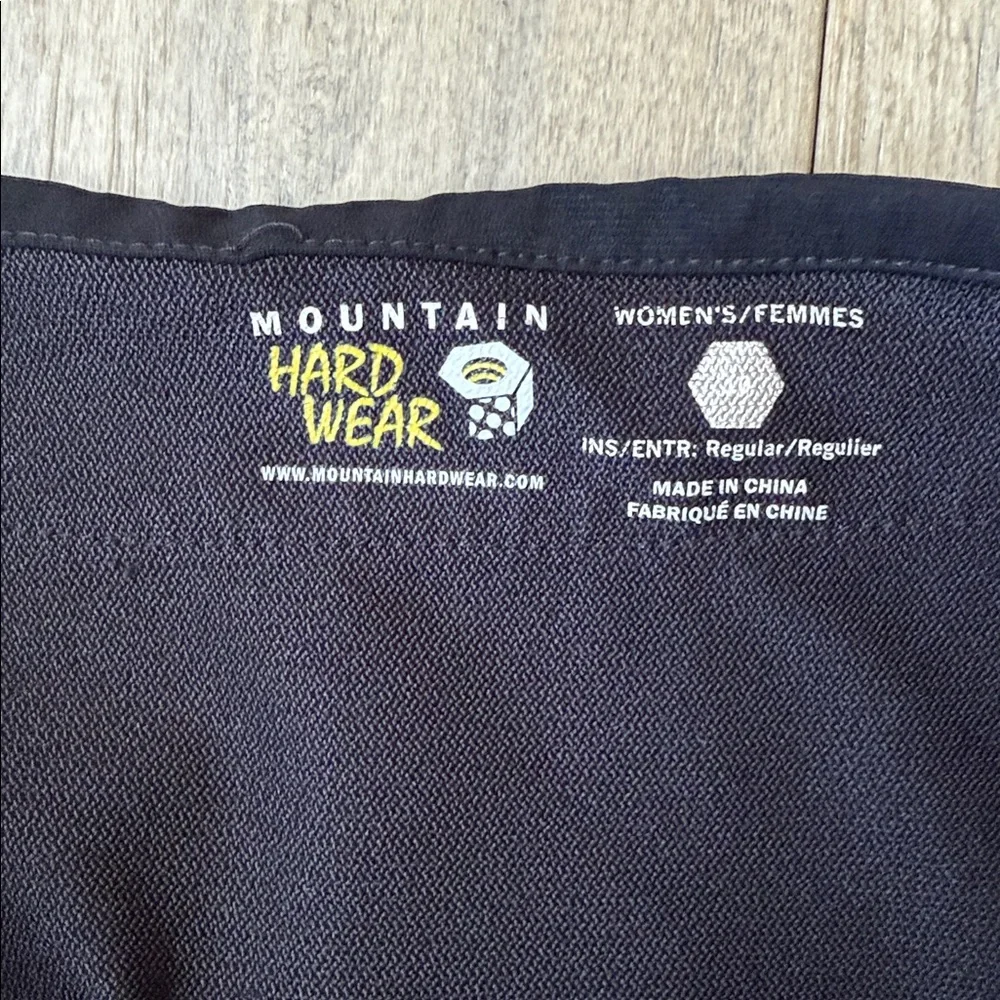 MOUNTAIN
HARD
WEAR
WWW.MOUNTAINHARDWEAR.COM
WOMEN'S/FEMMES
INS/ENTR: Regular/Regulier
MADE IN CHINA
FABRIQUÉ EN CHINE